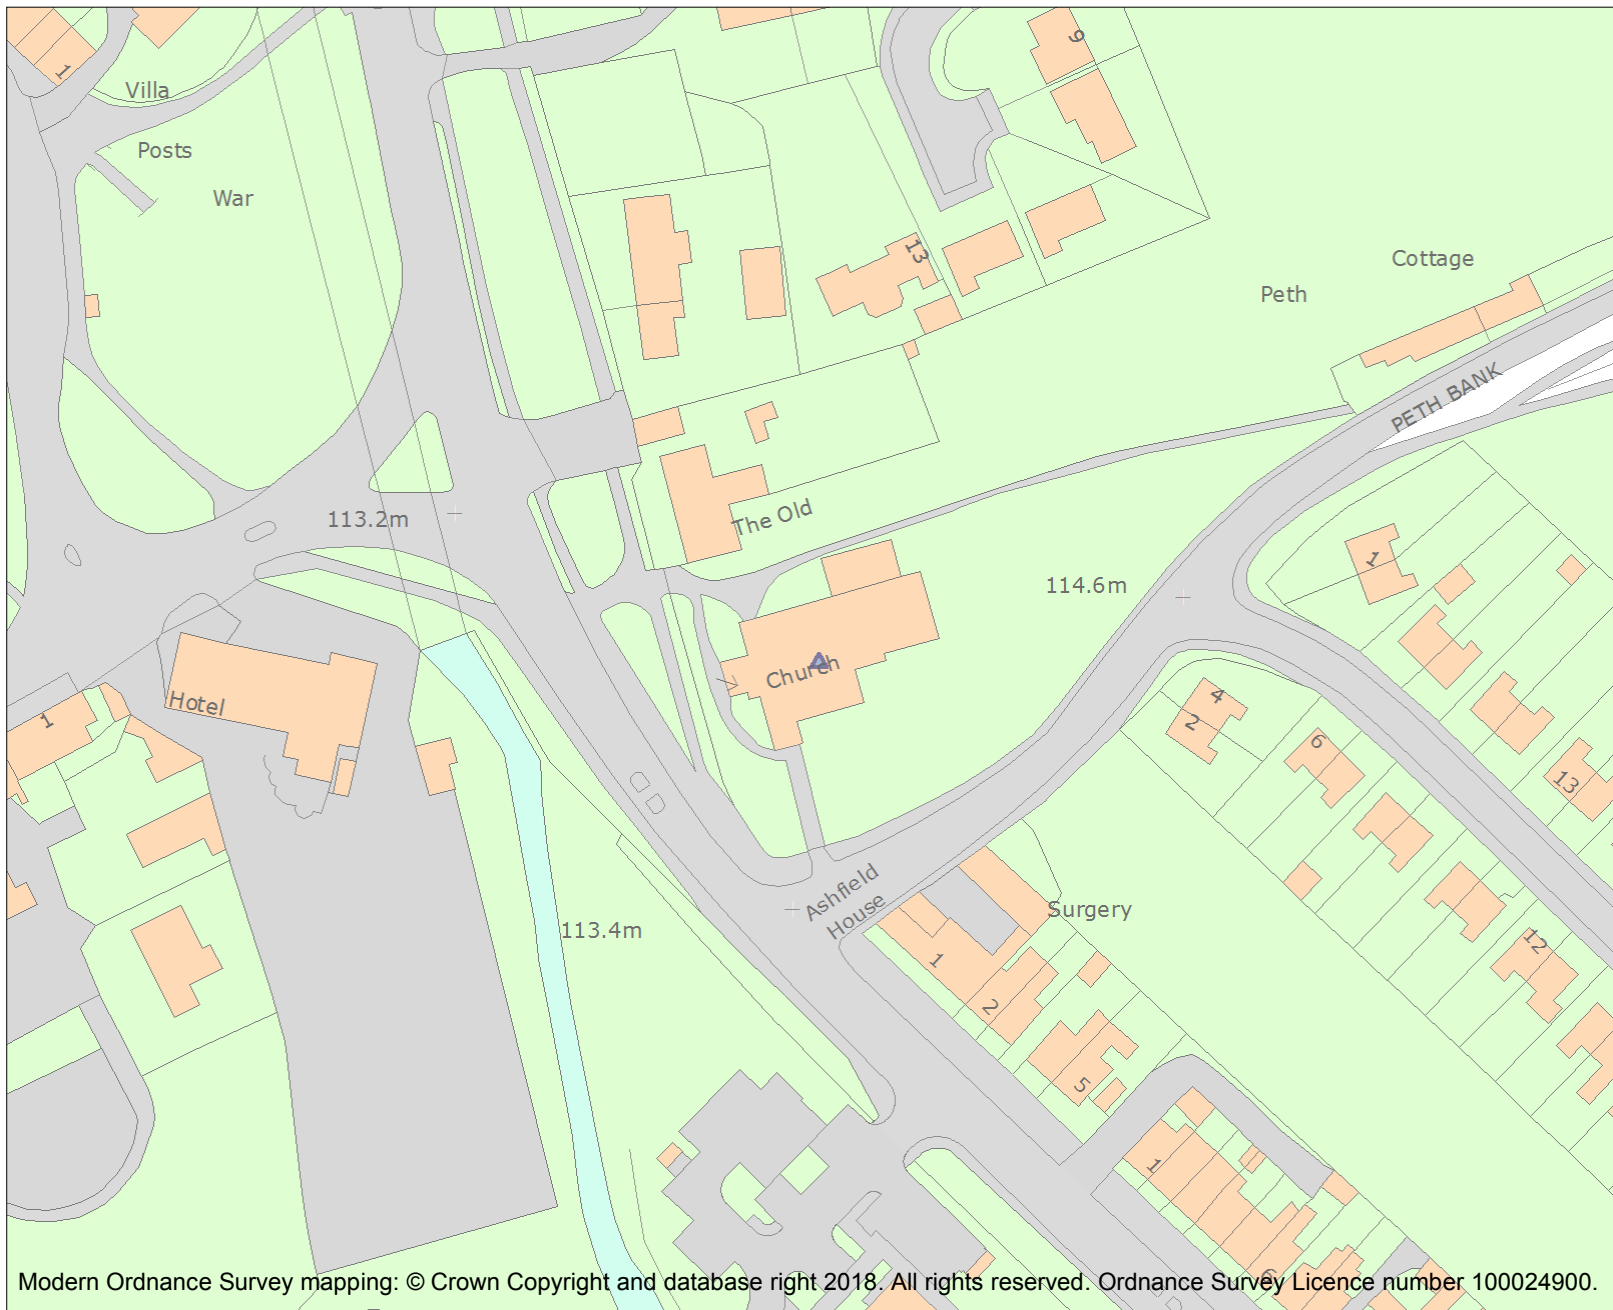 9
1
Villa
Posts
War
13
Cottage
Peth
PETH BANK
113.2m
The Old
1
114.6m
Church
Hotel
4
2
1
6
13
Ashfield
House
Surgery
113.4m
1
12
2
5
1
6
Modern Ordnance Survey mapping: © Crown Copyright and database right 2018. All rights reserved. Ordnance Survey Licence number 100024900.